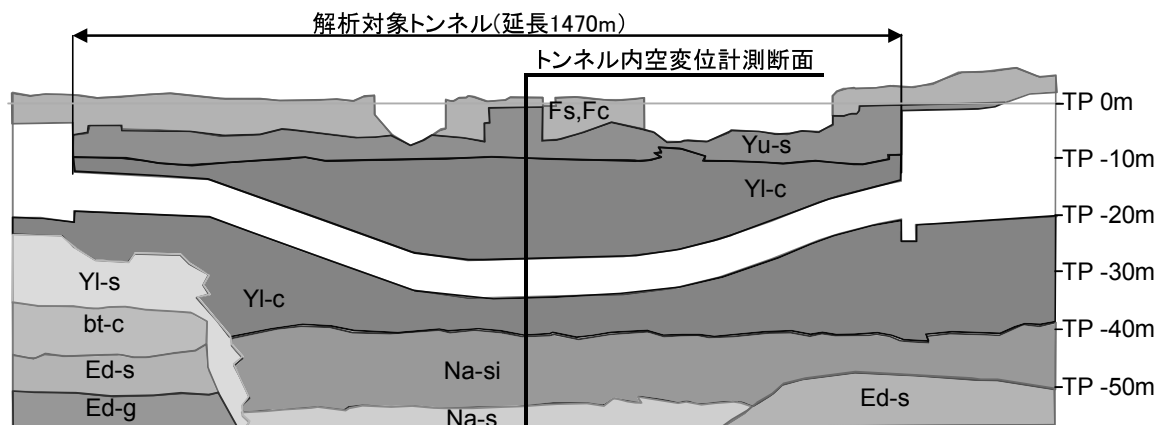 解析対象トンネル(延長1470m)
トンネル内空変位計測断面
TP 0m
Fs,Fc
Yu-s
TP -10m
Yl-c
TP -20m
Yl-s
Yl-c
TP -30m
bt-c
TP -40m
Ed-s
Na-si
TP -50m
Ed-g
Na-s
Ed-s